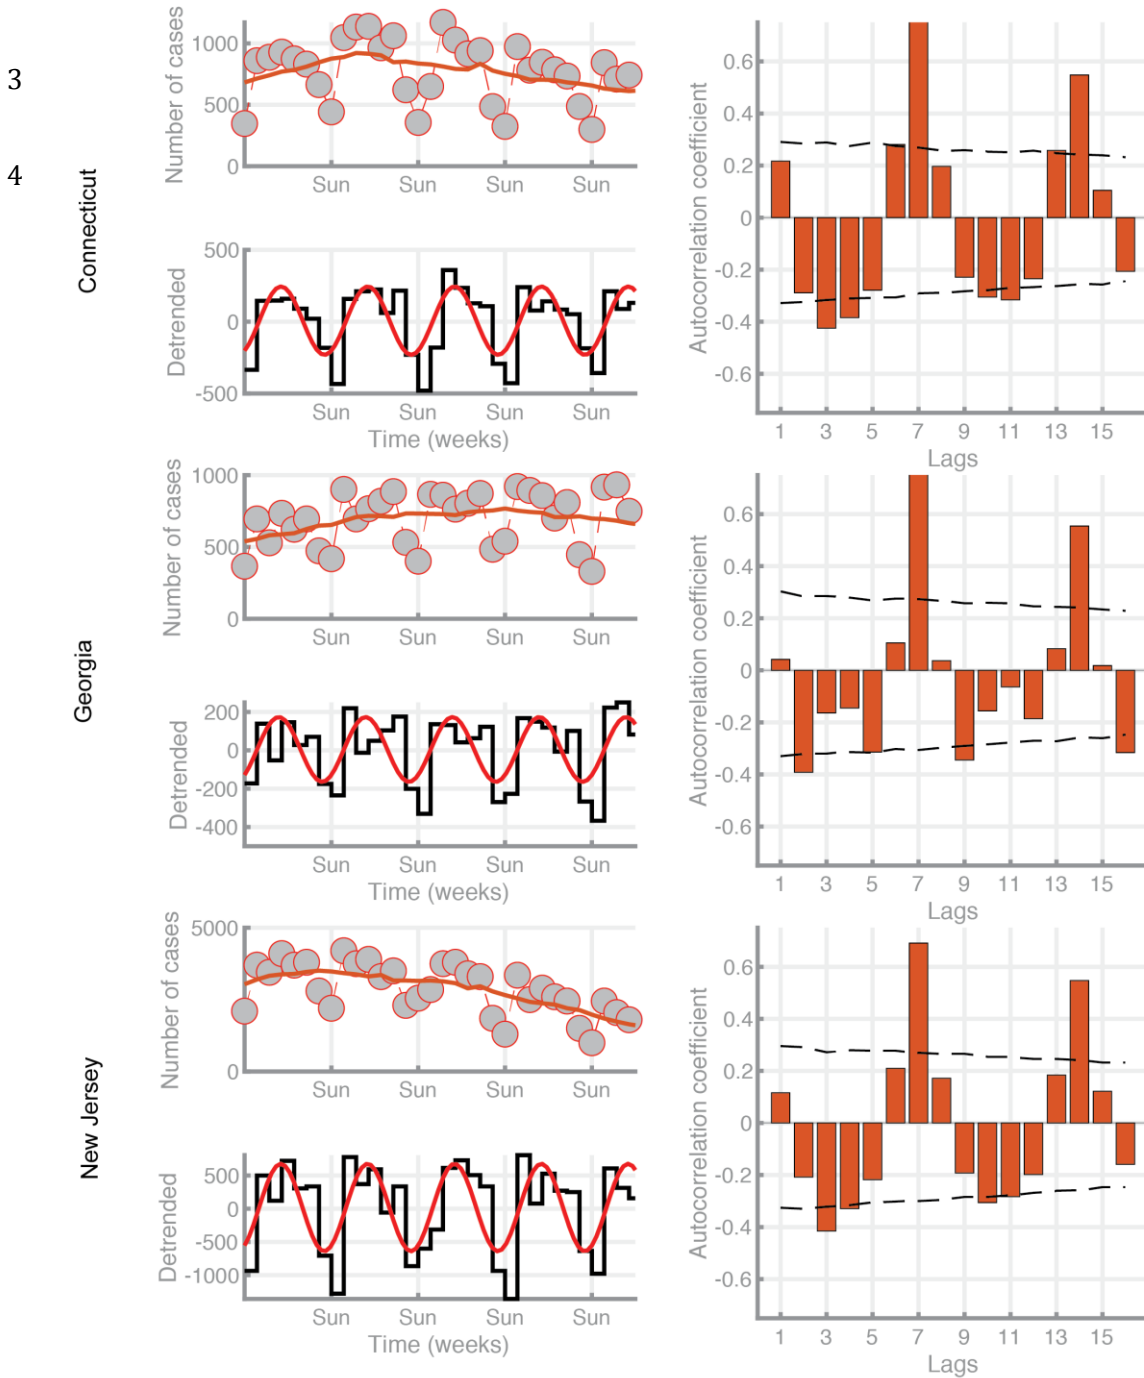 3
4
Connecticut
Number of cases
1000
500
0
Sun Sun Sun Sun
Detrended
500
0
-500
Sun Sun Sun Sun
Time (weeks)
Autocorrelation coefficient
0.6
0.4
0.2
0
-0.2
-0.4
-0.6
1 3 5 7 9 11 13 15
Lags
Georgia
Number of cases
1000
500
0
Sun Sun Sun Sun
Detrended
200
0
-200
-400
Sun Sun Sun Sun
Time (weeks)
Autocorrelation coefficient
0.6
0.4
0.2
0
-0.2
-0.4
-0.6
1 3 5 7 9 11 13 15
Lags
New Jersey
Number of cases
5000
0
Sun Sun Sun Sun
Detrended
500
0
-500
-1000
Sun Sun Sun Sun
Time (weeks)
Autocorrelation coefficient
0.6
0.4
0.2
0
-0.2
-0.4
-0.6
1 3 5 7 9 11 13 15
Lags